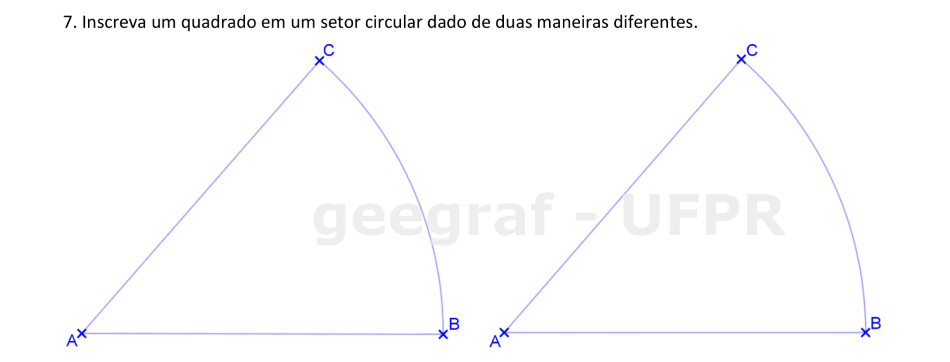 7. Inscreva um quadrado em um setor circular dado de duas maneiras diferentes.
C
C
geegraf - UFPR
B
B
A
A